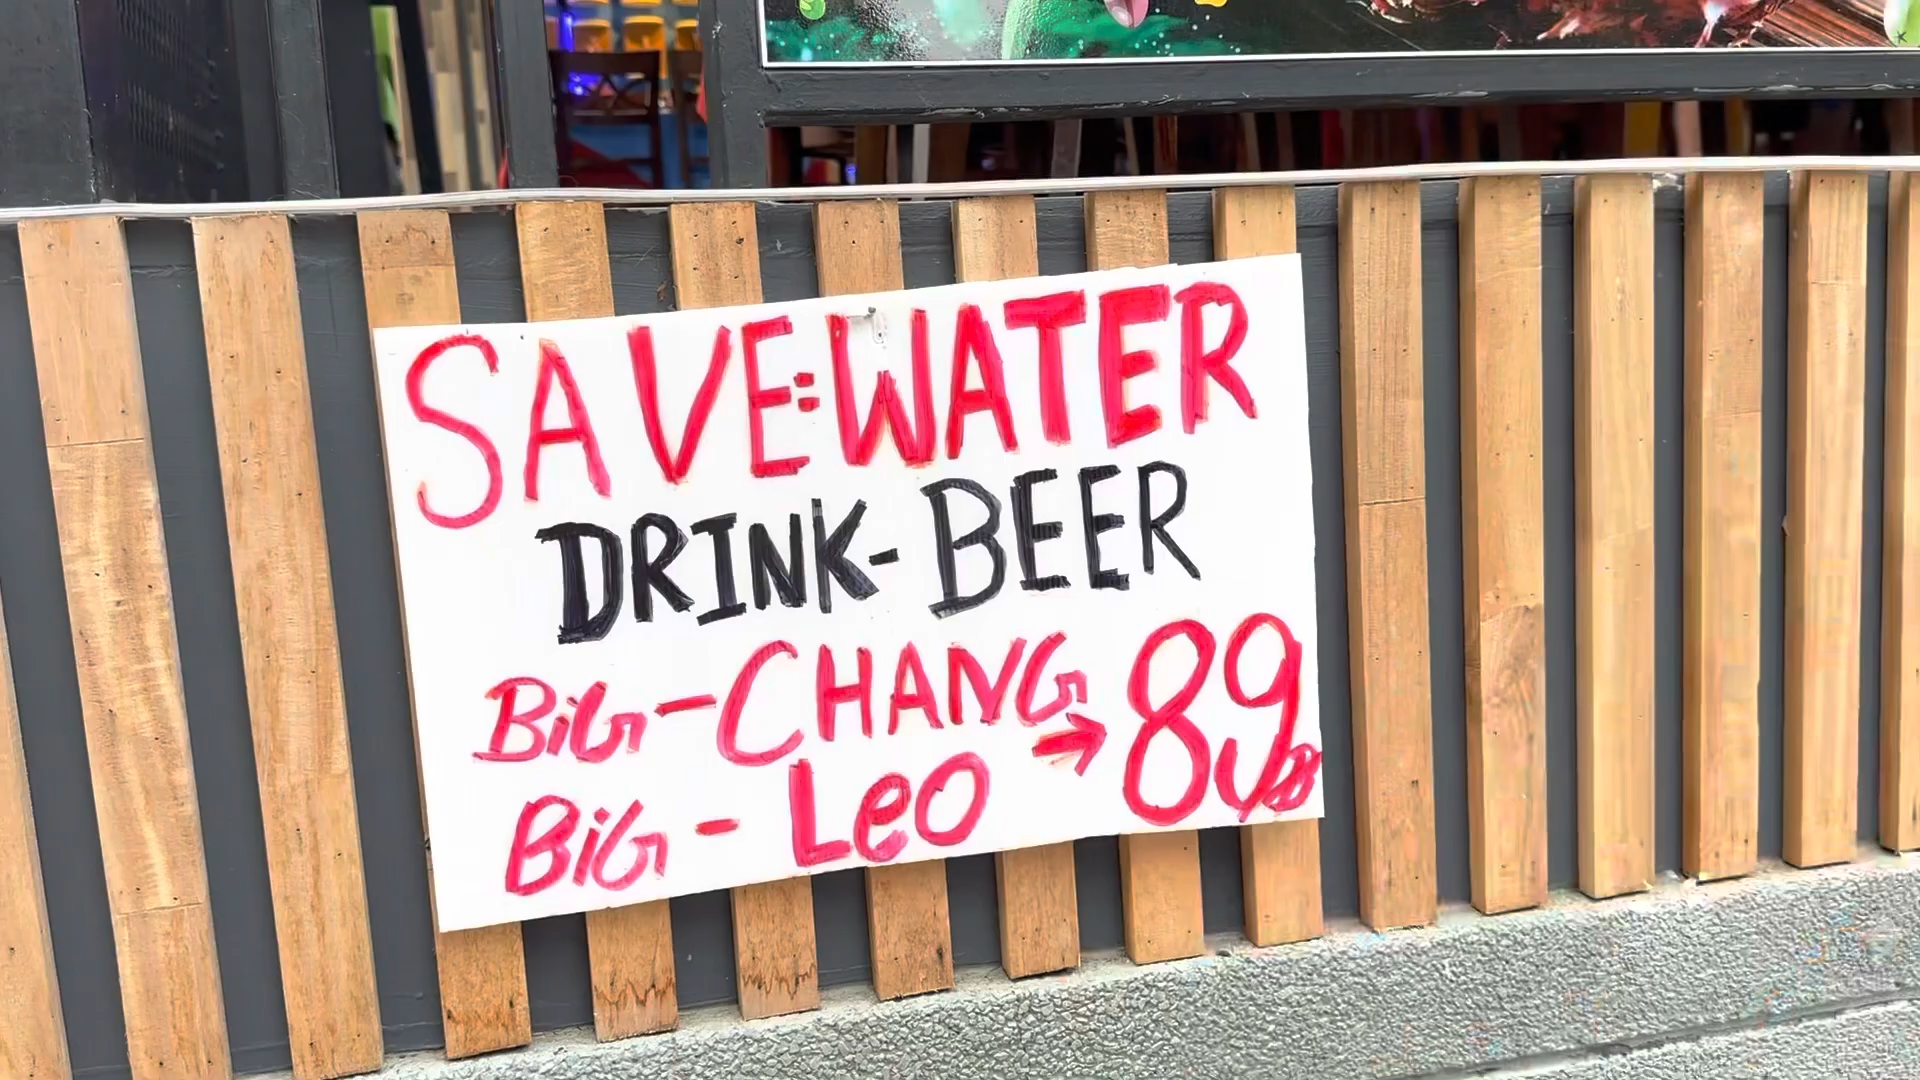 SAVE:WATER
DRINK-BEER
BiG-CHANG
→ 89
BiG - LeO